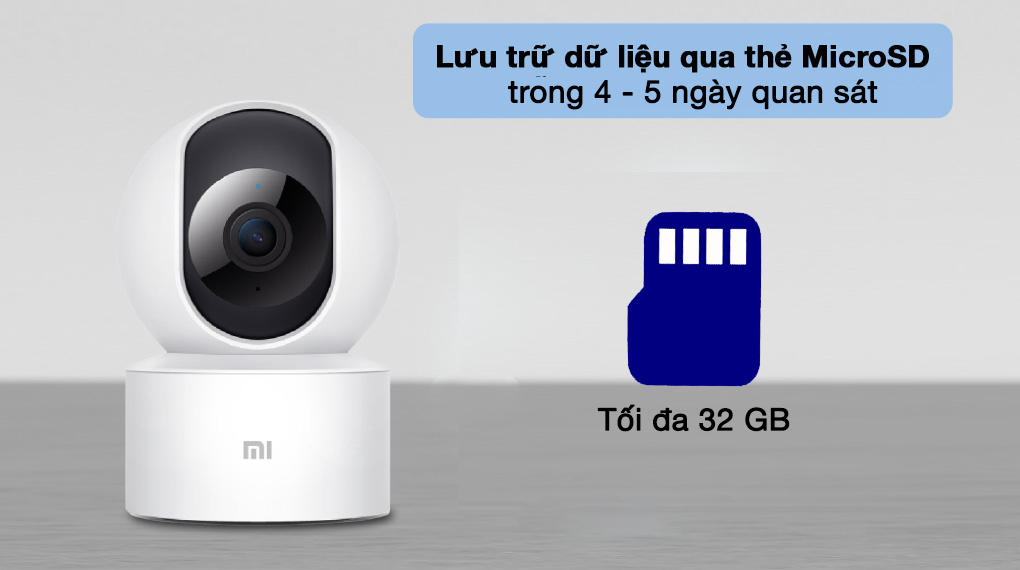 Lưu trữ dữ liệu qua thẻ MicroSD
trong 4 - 5 ngày quan sát
Tối đa 32 GB
mi